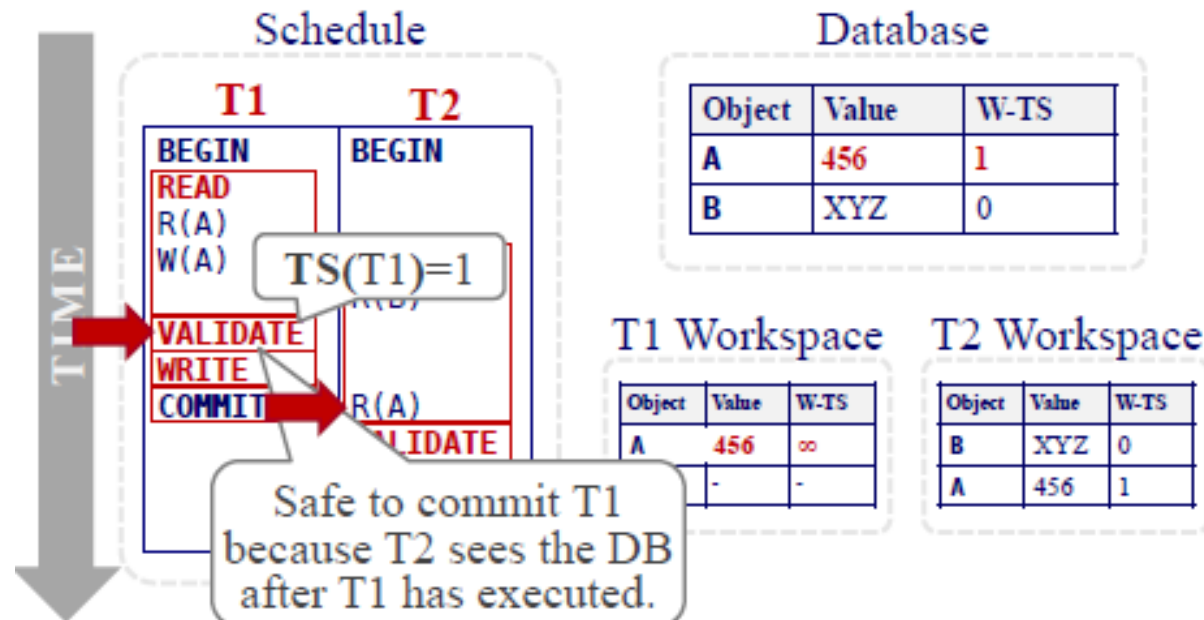 Schedule
T1 T2
BEGIN BEGIN
READ
R(A)
W(A)
TS(T1)=1
VALIDATE
WRITE
COMMIT R(A)
Safe to commit T1
because T2 sees the DB
after T1 has executed.
TIME
Database
Object Value W-TS
A 456 1
B XYZ 0
T1 Workspace
Object Value W-TS
A 456 ∞
- -
T2 Workspace
Object Value W-TS
B XYZ 0
A 456 1